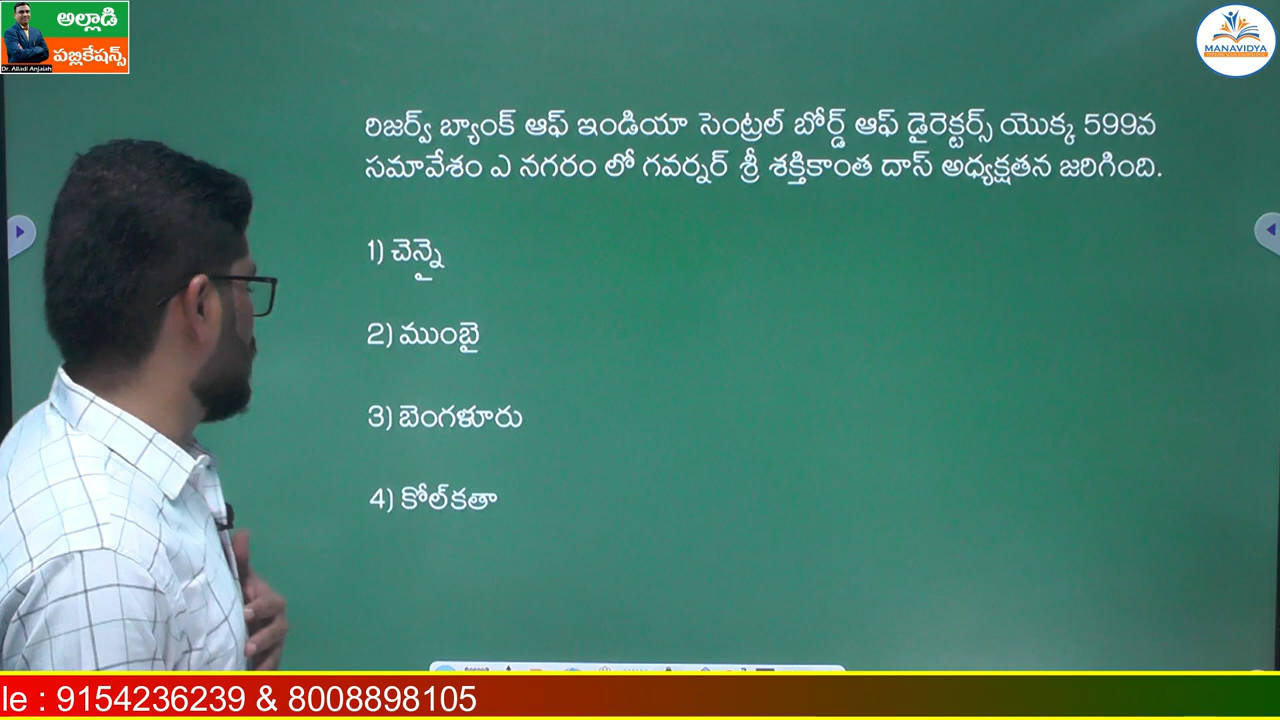 అల్లాడి
పబ్లికేషన్స్
Dr. Alladi Anjaiah
MANAVIDYA
రిజర్వ్ బ్యాంక్ ఆఫ్ ఇండియా సెంట్రల్ బోర్డ్ ఆఫ్ డైరెక్టర్స్ యొక్క 599వ
సమావేశం ఎ నగరం లో గవర్నర్ శ్రీ శక్తికాంత దాస్ అధ్యక్షతన జరిగింది.
1) చెన్నై
2) ముంబై
3) బెంగళూరు
4) కోల్‌కతా
le : 9154236239 & 8008898105